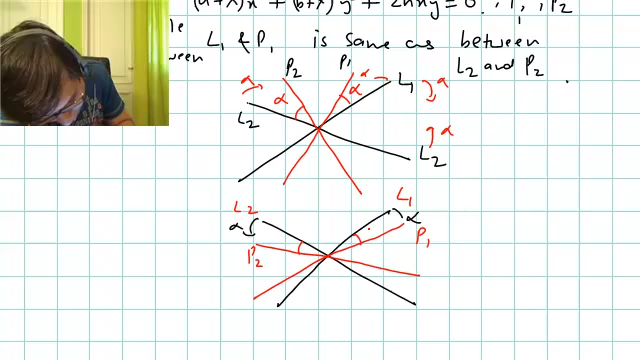 (a+λ)x² + (b+λ)y² + 2hxy = 0 ; P₁, P₂
L₁ & P₁ is same as between
L₂ and P₂
P₂ P₁
α α α L₁ α
α
L₂
α
L₂
L₂ L₁
α α
P₂ P₁